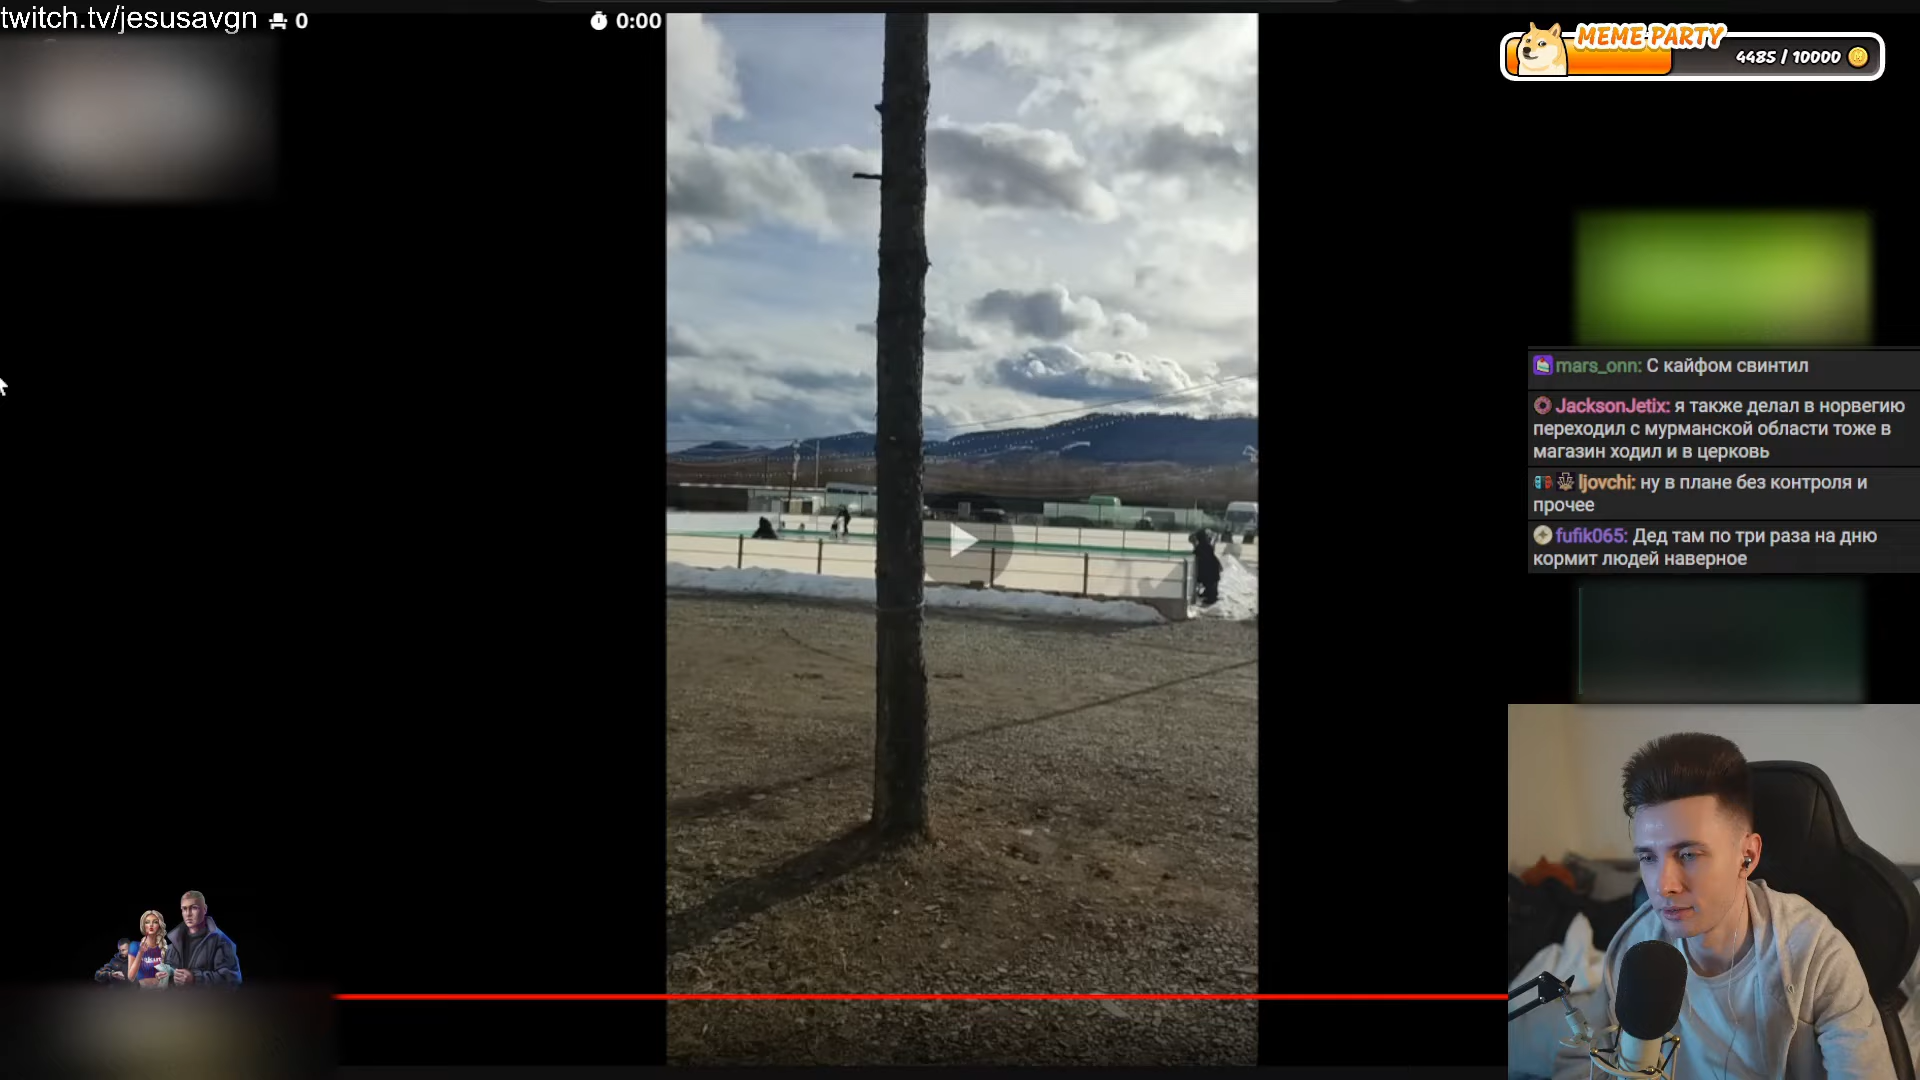 twitch.tv/jesusavgn 0
0:00
MEME PARTY
4485 / 10000
mars_onn: С кайфом свинтил
JacksonJetix: я также делал в норвегию
переходил с мурманской области тоже в
магазин ходил и в церковь
ljovchi: ну в плане без контроля и
прочее
fufik065: Дед там по три раза на дню
кормит людей наверное